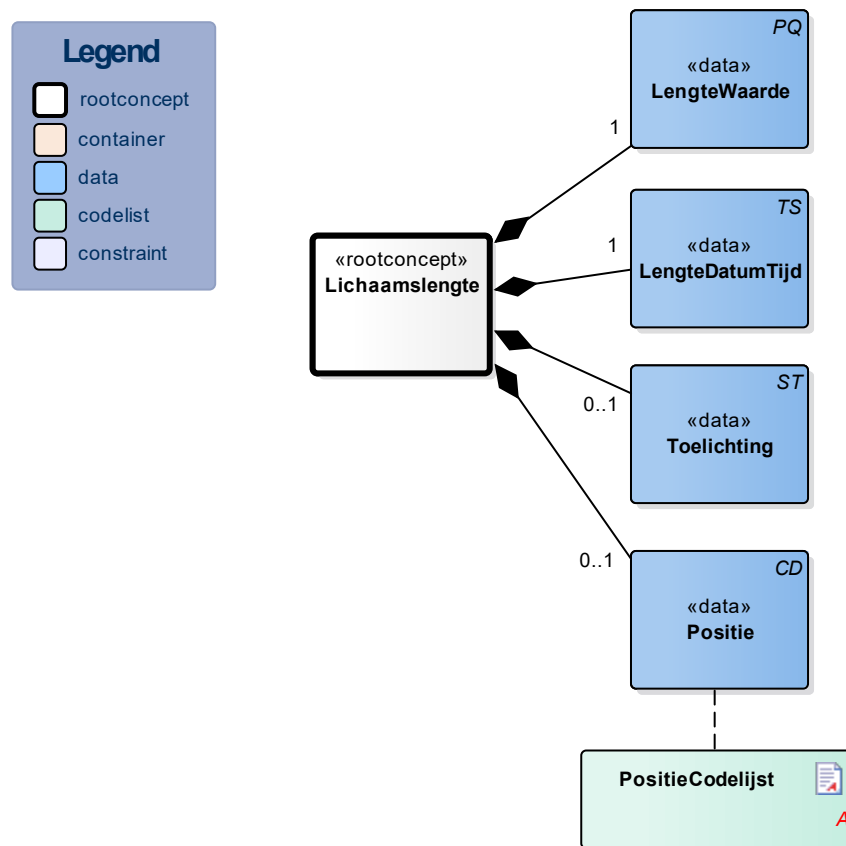 Legend
rootconcept
container
data
codelist
constraint
PQ
«data»
LengteWaarde
1
TS
«data»
LengteDatumTijd
1
«rootconcept»
Lichaamslengte
ST
«data»
Toelichting
0..1
CD
«data»
Positie
0..1
PositieCodelijst
A